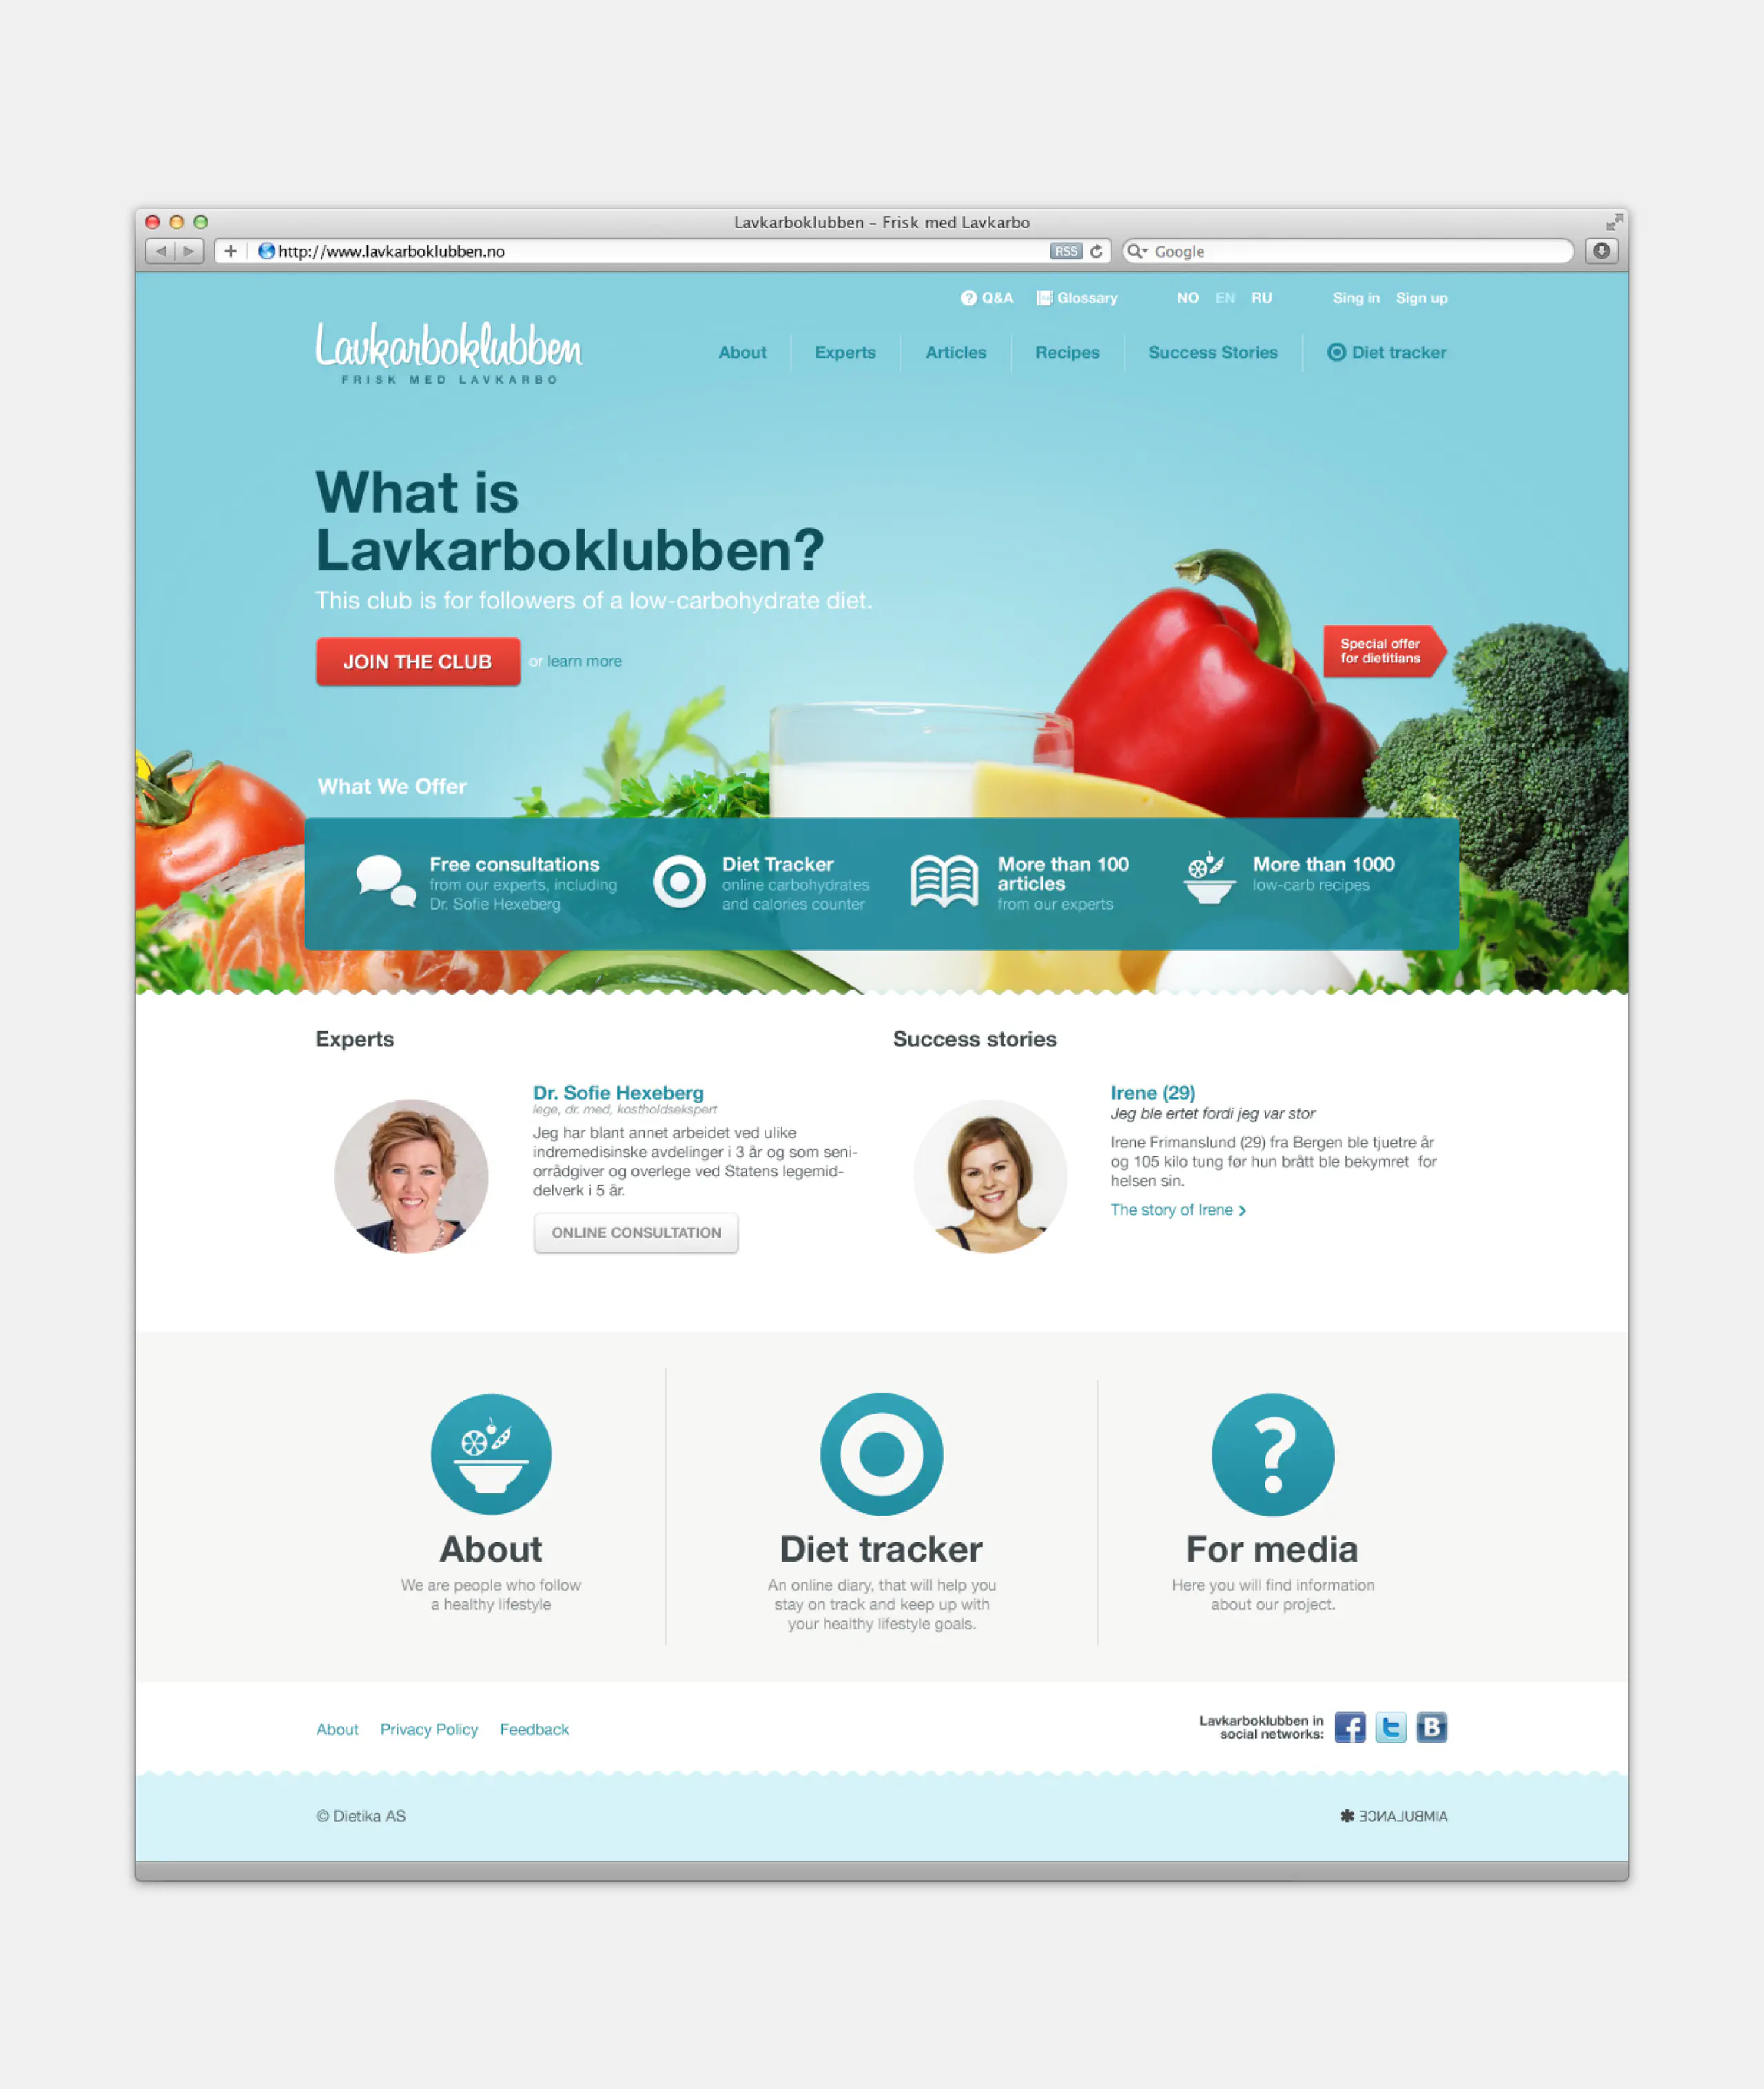 Lavkarboklubben – Frisk med Lavkarbo
http://www.lavkarboklubben.no
RSS
Google
Q&A
Glossary
NO EN RU
Sing in Sign up
Lavkarboklubben
FRISK MED LAVKARBO
About
Experts
Articles
Recipes
Success Stories
Diet tracker
What is
Lavkarboklubben?
This club is for followers of a low-carbohydrate diet.
JOIN THE CLUB
or learn more
Special offer
for dietitians
What We Offer
Free consultations
from our experts, including
Dr. Sofie Hexeberg
Diet Tracker
online carbohydrates
and calories counter
More than 100
articles
from our experts
More than 1000
low-carb recipes
Experts
Dr. Sofie Hexeberg
lege, dr. med, kostholdsekspert
Jeg har blant annet arbeidet ved ulike
indremedisinske avdelinger i 3 år og som seni-
orrådgiver og overlege ved Statens legemid-
delverk i 5 år.
ONLINE CONSULTATION
Success stories
Irene (29)
Jeg ble ertet fordi jeg var stor
Irene Frimanslund (29) fra Bergen ble tjuetre år
og 105 kilo tung før hun brått ble bekymret for
helsen sin.
The story of Irene
About
We are people who follow
a healthy lifestyle
Diet tracker
An online diary, that will help you
stay on track and keep up with
your healthy lifestyle goals.
For media
Here you will find information
about our project.
About Privacy Policy Feedback
Lavkarboklubben in
social networks:
© Dietika AS
AIMBULANCE